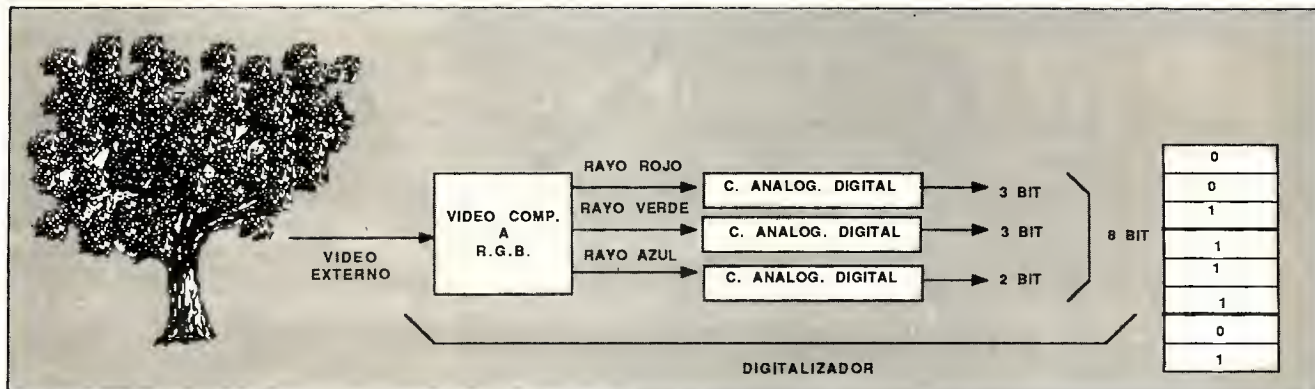 VIDEO
EXTERNO
VIDEO COMP.
A
R.G.B.
RAYO ROJO
RAYO VERDE
RAYO AZUL
C. ANALOG. DIGITAL
C. ANALOG. DIGITAL
C. ANALOG. DIGITAL
3 BIT
3 BIT
2 BIT
8 BIT
0
0
1
1
1
1
0
1
DIGITALIZADOR